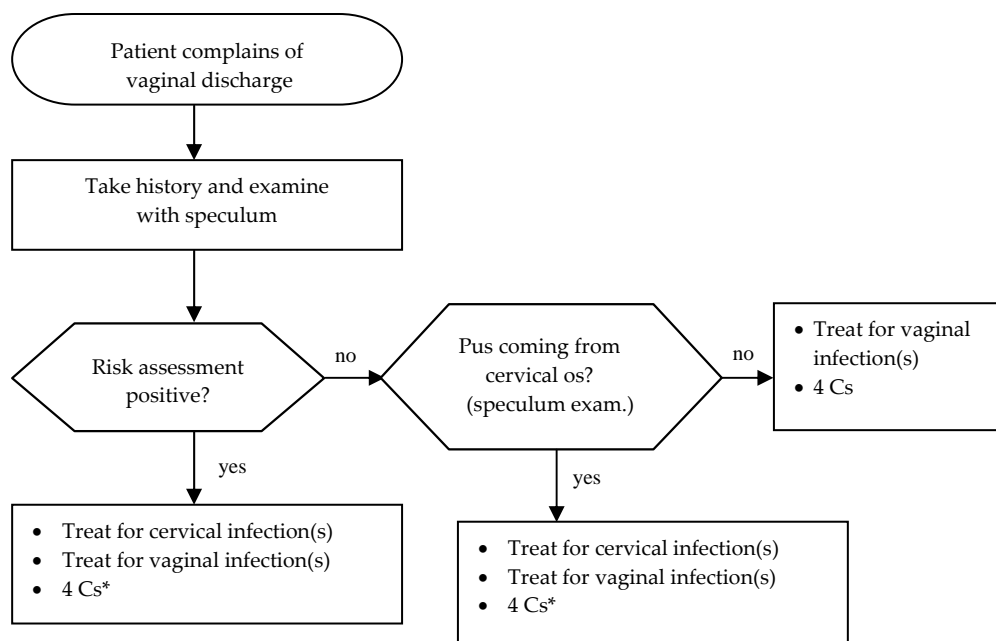 Patient complains of
vaginal discharge
Take history and examine
with speculum
Risk assessment
positive?
no
Pus coming from
cervical os?
(speculum exam.)
no
• Treat for vaginal
infection(s)
• 4 Cs
yes
• Treat for cervical infection(s)
• Treat for vaginal infection(s)
• 4 Cs*
yes
• Treat for cervical infection(s)
• Treat for vaginal infection(s)
• 4 Cs*